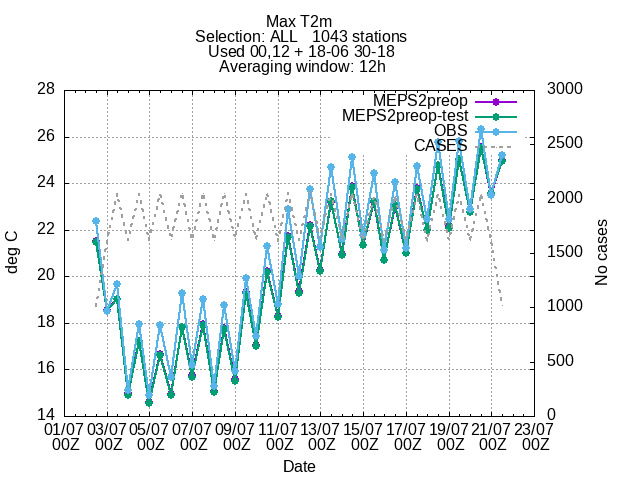 Max T2m
Selection: ALL   1043 stations
Used 00,12 + 18-06 30-18
Averaging window: 12h
28
26
24
22
20
18
16
14
deg C
3000
2500
2000
1500
1000
500
0
No cases
MEPS2preop
MEPS2preop-test
OBS
CASES
01/07 03/07 05/07 07/07 09/07 11/07 13/07 15/07 17/07 19/07 21/07 23/07
00Z 00Z 00Z 00Z 00Z 00Z 00Z 00Z 00Z 00Z 00Z 00Z
Date